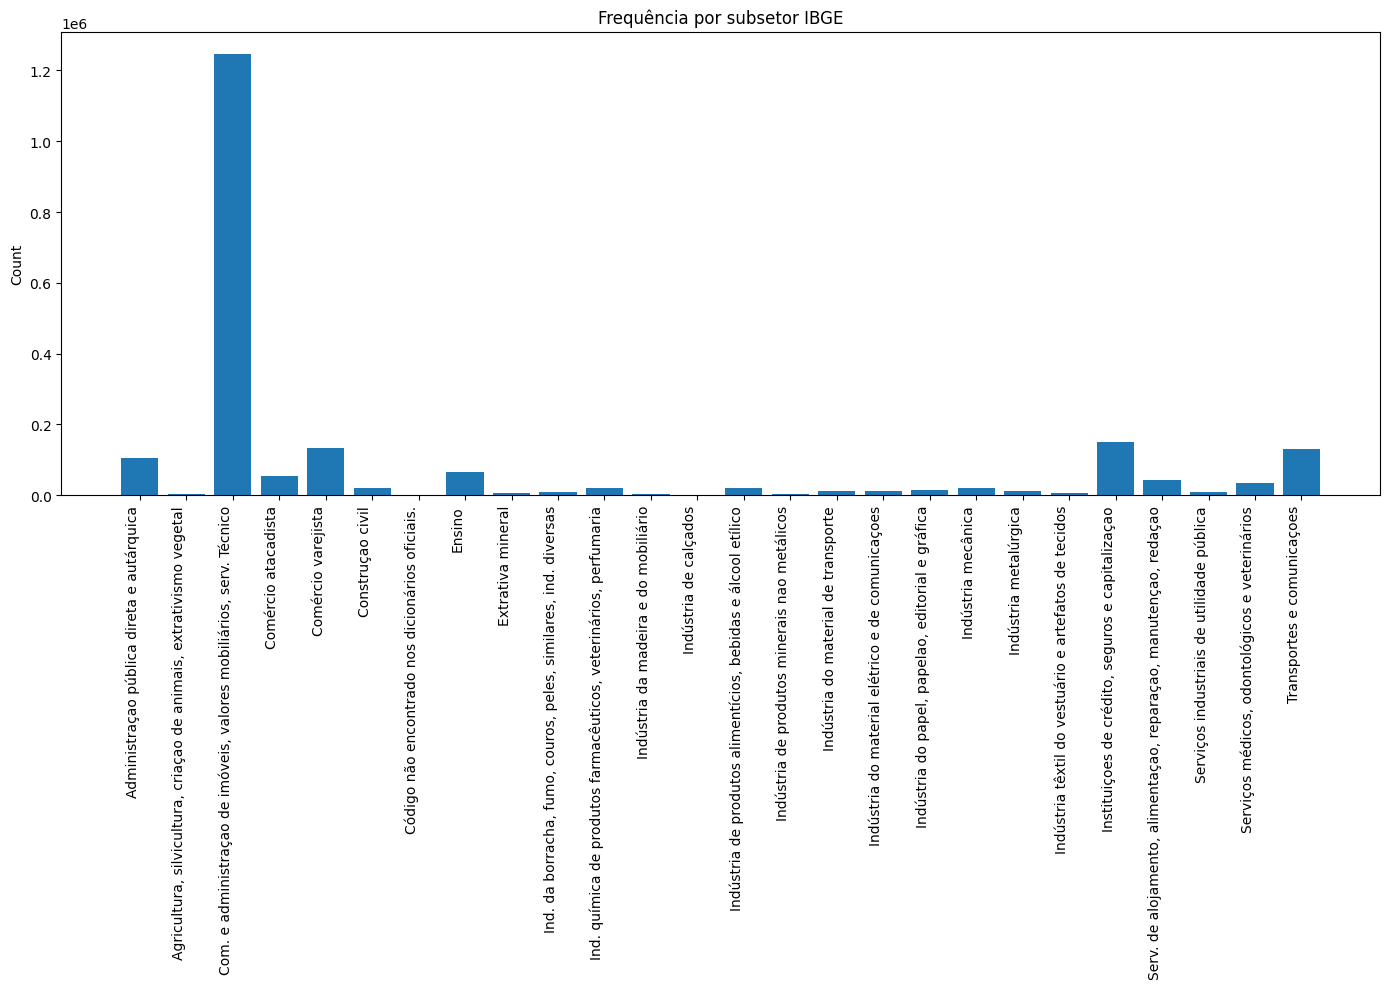 Frequência por subsetor IBGE
1e6
1.2
1.0
0.8
0.6
0.4
0.2
0.0
Count
Administraçao pública direta e autárquica
Agricultura, silvicultura, criaçao de animais, extrativismo vegetal
Com. e administraçao de imóveis, valores mobiliários, serv. Técnico
Comércio atacadista
Comércio varejista
Construçao civil
Código não encontrado nos dicionários oficiais.
Ensino
Extrativa mineral
Ind. da borracha, fumo, couros, peles, similares, ind. diversas
Ind. química de produtos farmacêuticos, veterinários, perfumaria
Indústria da madeira e do mobiliário
Indústria de calçados
Indústria de produtos alimentícios, bebidas e álcool etílico
Indústria de produtos minerais nao metálicos
Indústria do material de transporte
Indústria do material elétrico e de comunicaçoes
Indústria do papel, papelao, editorial e gráfica
Indústria mecânica
Indústria metalúrgica
Indústria têxtil do vestuário e artefatos de tecidos
Instituiçoes de crédito, seguros e capitalizaçao
Serv. de alojamento, alimentaçao, reparaçao, manutençao, redaçao
Serviços industriais de utilidade pública
Serviços médicos, odontológicos e veterinários
Transportes e comunicaçoes